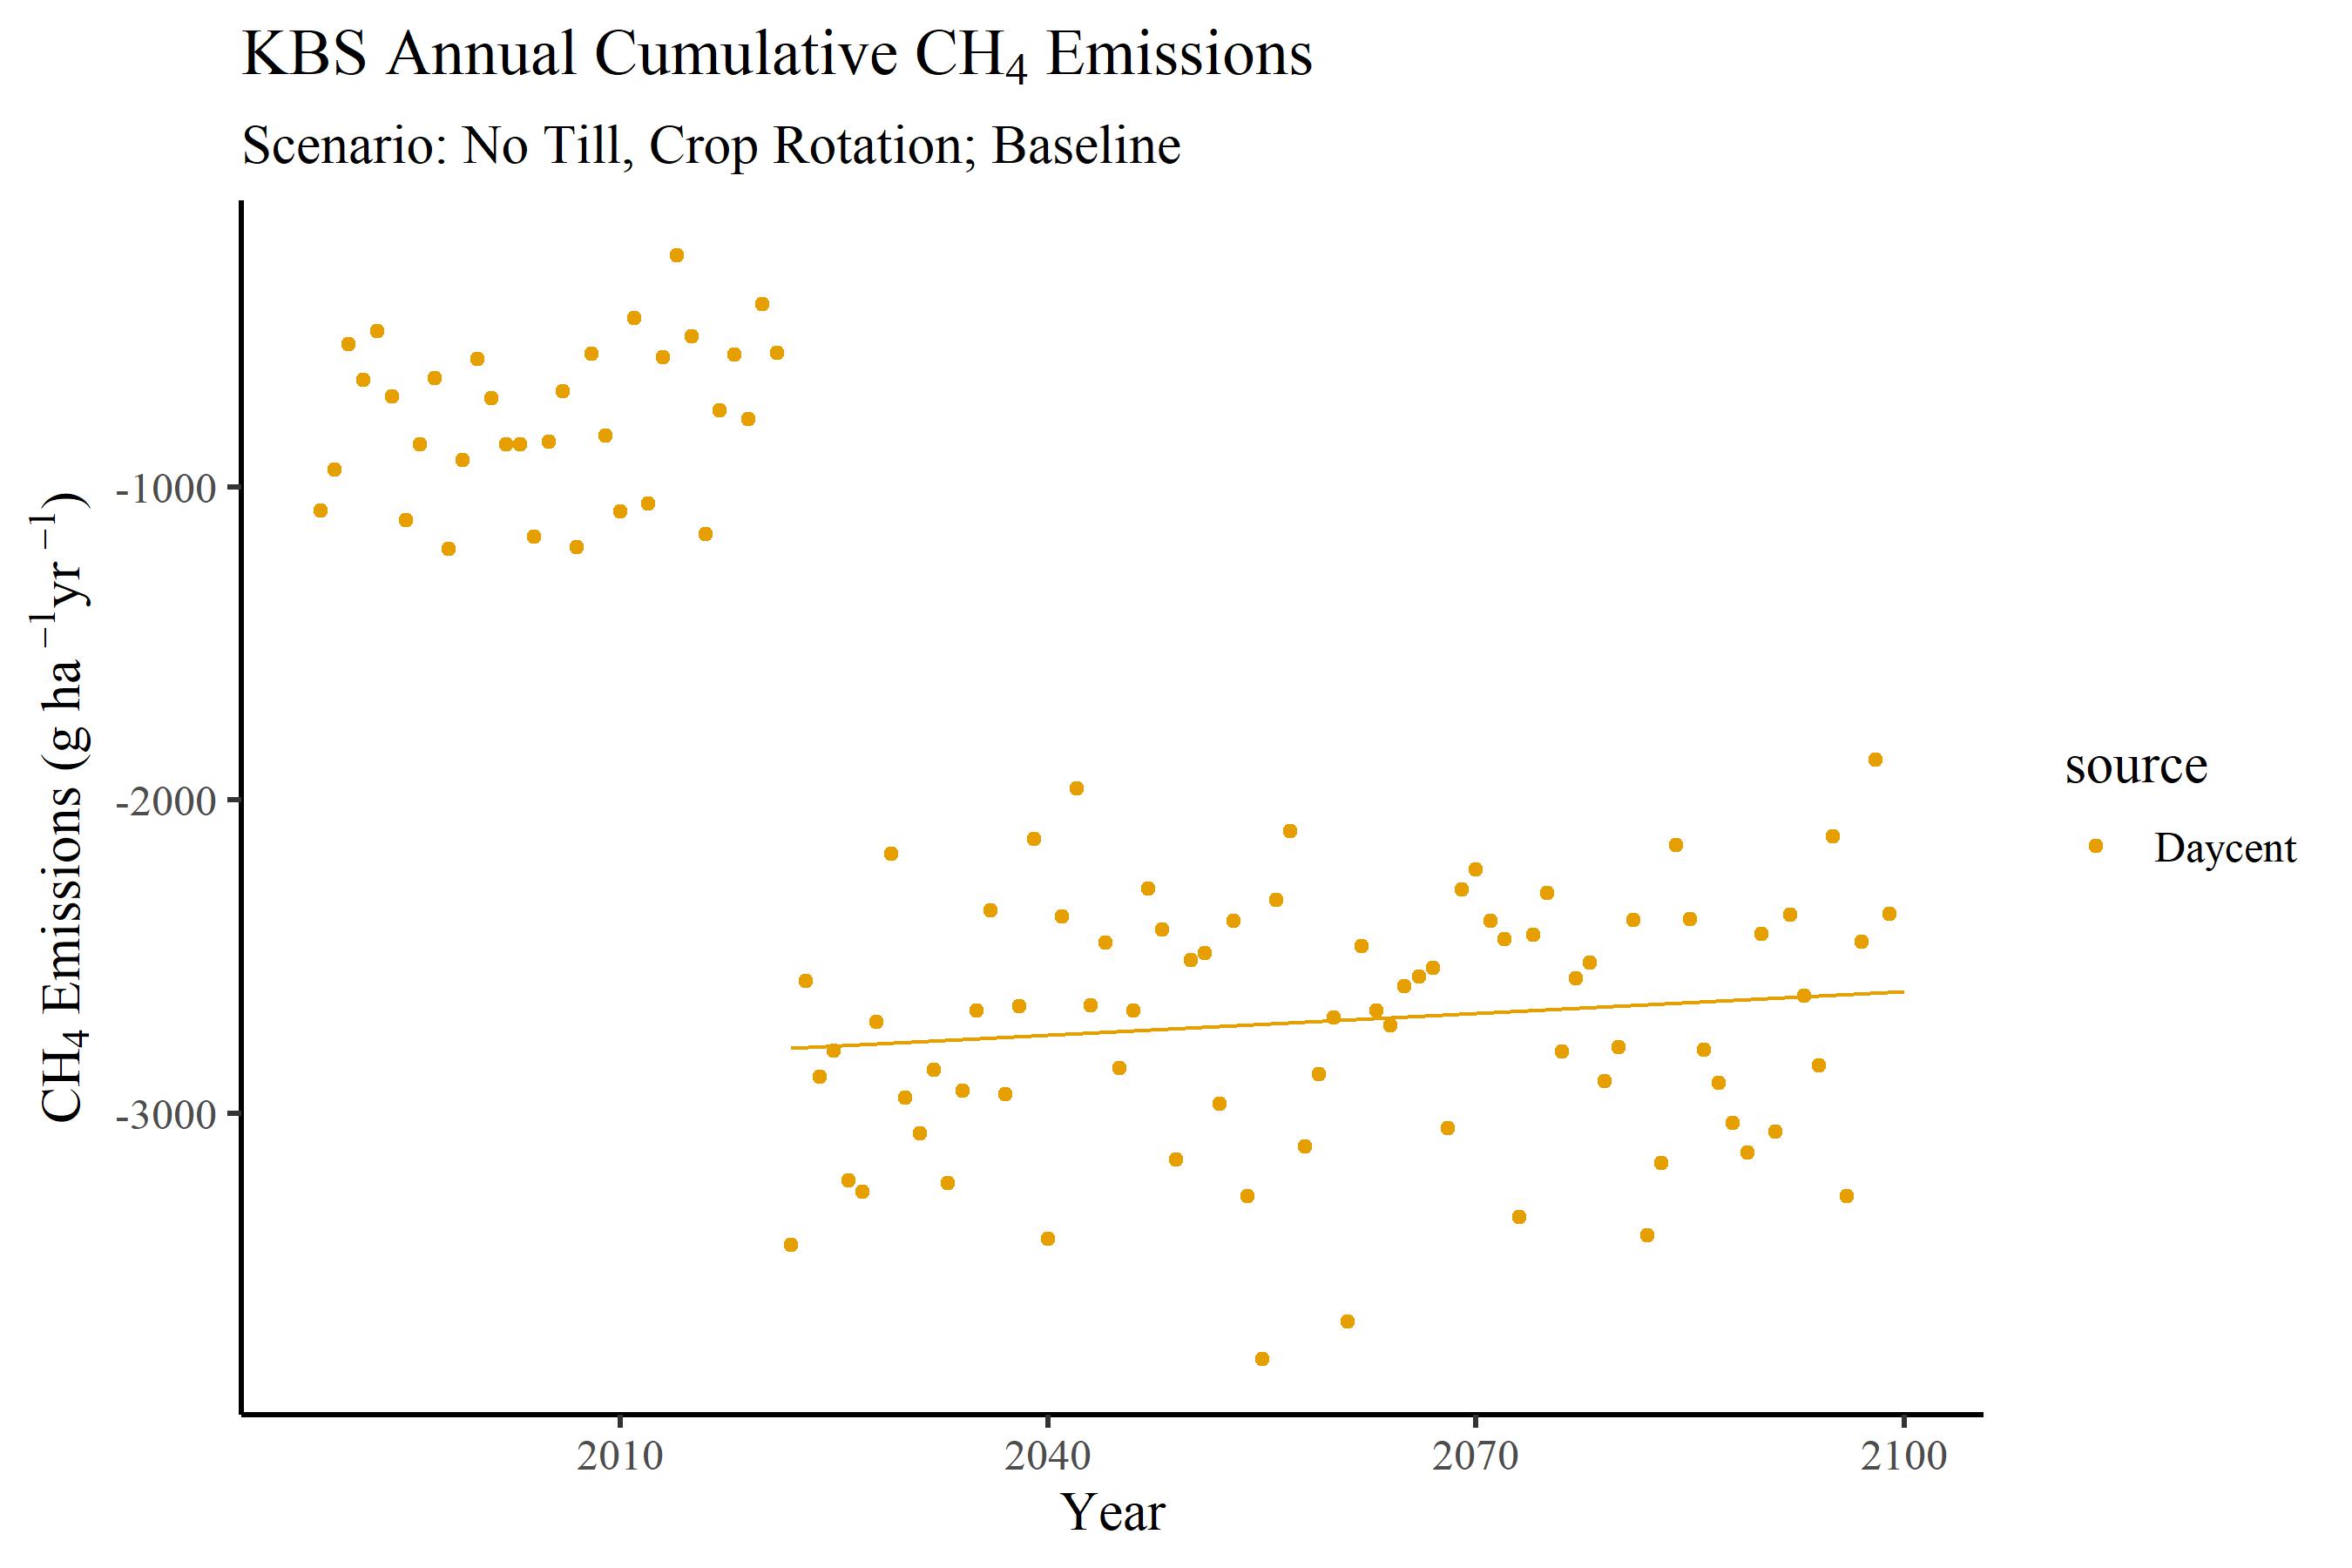 KBS Annual Cumulative CH₄ Emissions
Scenario: No Till, Crop Rotation; Baseline
CH₄ Emissions (g ha ⁻¹yr ⁻¹)
-1000
-2000
-3000
2010 2040 2070 2100
Year
source
Daycent